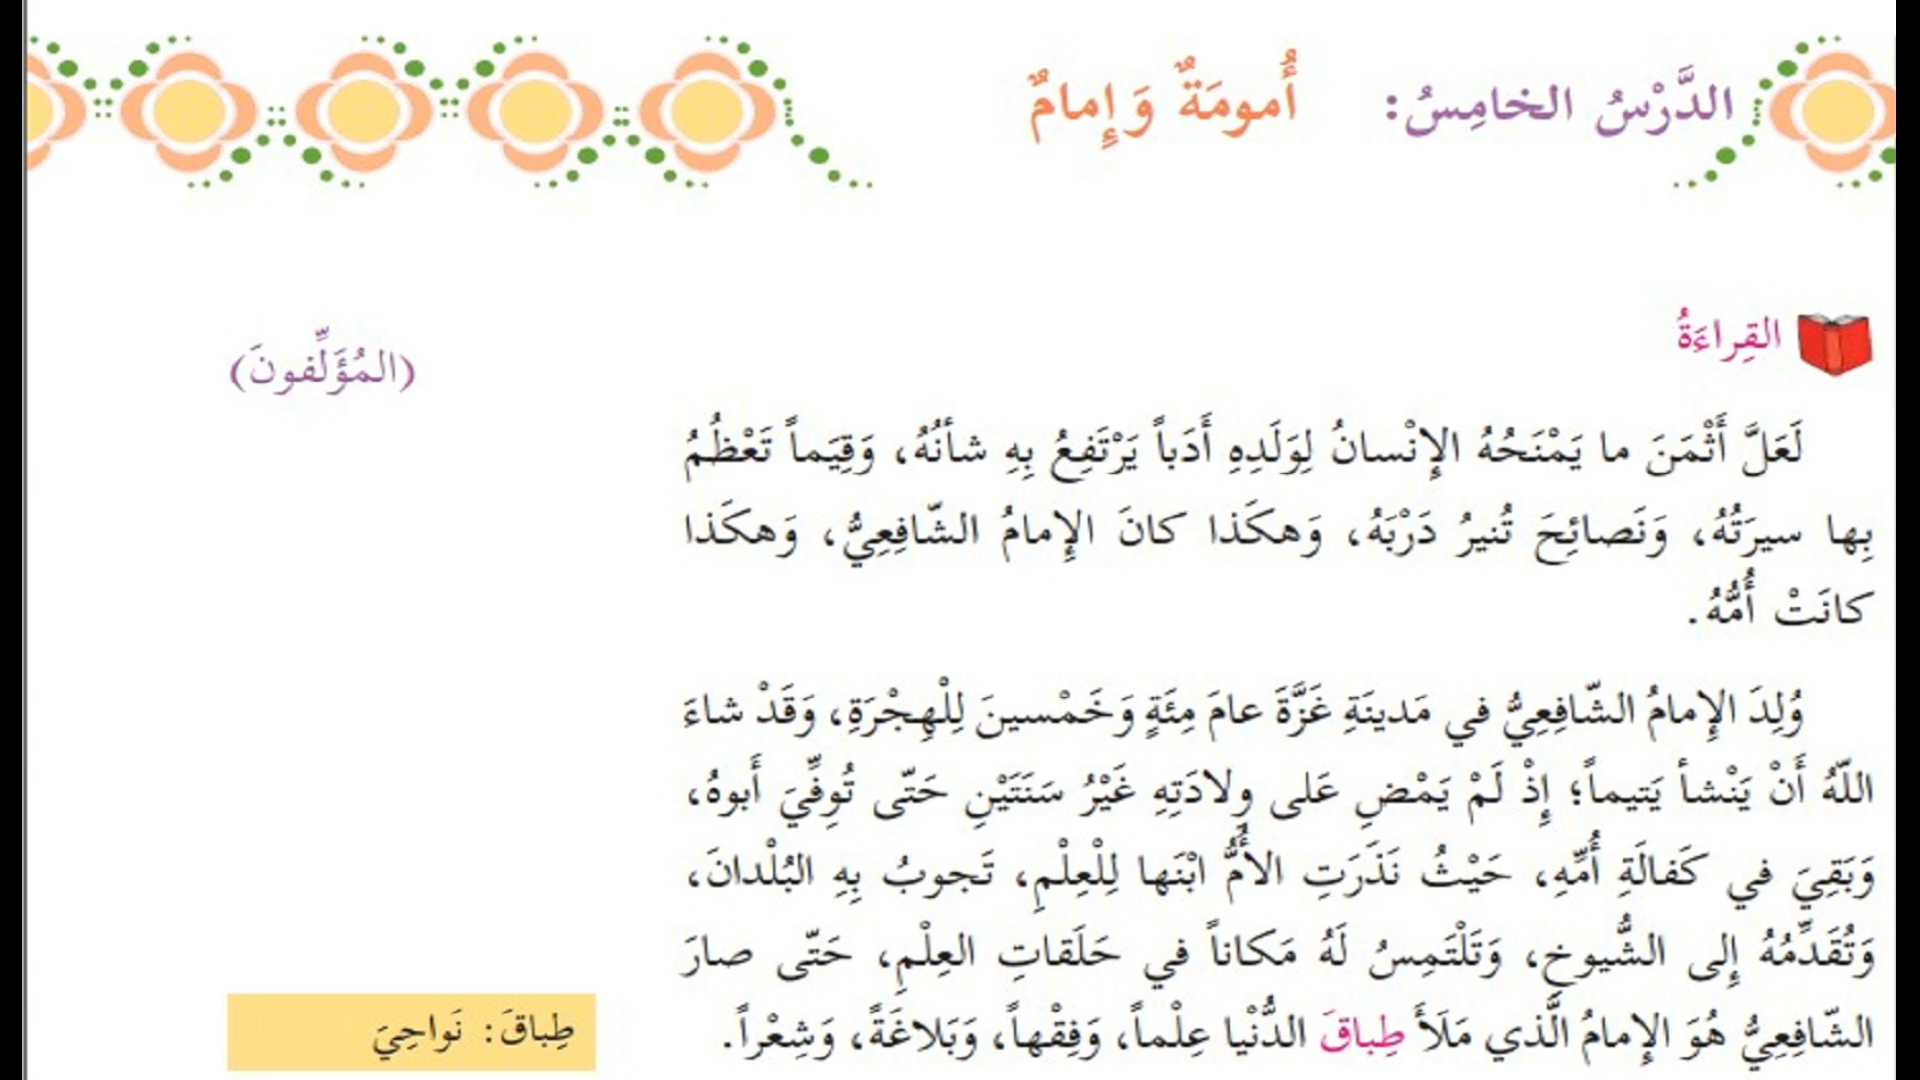 الدَّرْسُ الخامِسُ: أُمومَةٌ وَإِمامٌ
القِراءَةُ
(المُؤَلِّفونَ)
لَعَلَّ أَثْمَنَ ما يَمْنَحُهُ الإِنْسانُ لِوَلَدِهِ أَدَباً يَرْتَفِعُ بِهِ شأنُهُ، وَقِيَماً تَعْظُمُ
بِها سيرَتُهُ، وَنَصائِحَ تُنيرُ دَرْبَهُ، وَهكَذا كانَ الإِمامُ الشّافِعِيُّ، وَهكَذا
كانَتْ أُمُّهُ.
وُلِدَ الإِمامُ الشّافِعِيُّ في مَدينَةِ غَزَّةَ عامَ مِئَةٍ وَخَمْسينَ لِلْهِجْرَةِ، وَقَدْ شاءَ
اللّهُ أَنْ يَنْشأ يَتيماً؛ إِذْ لَمْ يَمْضِ عَلى وِلادَتِهِ غَيْرُ سَنَتَيْنِ حَتّى تُوِفِّيَ أَبوهُ،
وَبَقِيَ في كَفالَةِ أُمِّهِ، حَيْثُ نَذَرَتِ الأُمُّ ابْنَها لِلْعِلْمِ، تَجوبُ بِهِ البُلْدانَ،
وَتُقَدِّمُهُ إِلى الشُّيوخِ، وَتَلْتَمِسُ لَهُ مَكاناً في حَلَقاتِ العِلْمِ، حَتّى صارَ
الشّافِعِيُّ هُوَ الإِمامُ الَّذي مَلَأَ طِباقَ الدُّنْيا عِلْماً، وَفِقْهاً، وَبَلاغَةً، وَشِعْراً.
طِباقَ: نَواحِيَ